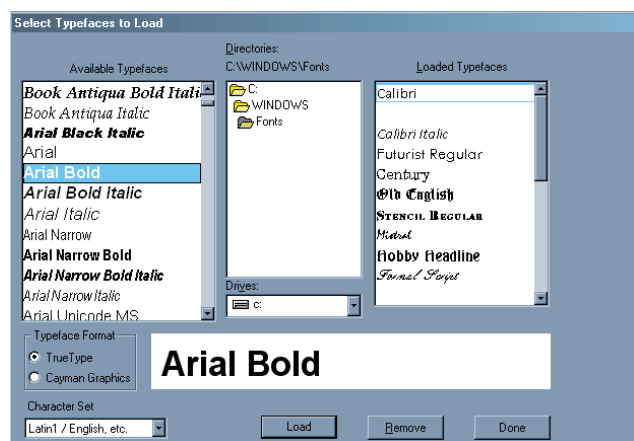 Select Typefaces to Load
Available Typefaces
Book Antiqua Bold Itali
Book Antiqua Italic
Arial Black Italic
Arial
Arial Bold
Arial Bold Italic
Arial Italic
Arial Narrow
Arial Narrow Bold
Arial Narrow Bold Italic
Arial Narrow Italic
Arial Unicode MS
Directories:
C:\WINDOWS\Fonts
C:
WINDOWS
Fonts
Drives:
c:
Loaded Typefaces
Calibri
Calibri Italic
Futurist Regular
Century
Old English
Stencil Regular
Mistral
Hobby Headline
Formal Script
Typeface Format
TrueType
Cayman Graphics
Arial Bold
Character Set
Latin1 / English, etc.
Load
Remove
Done